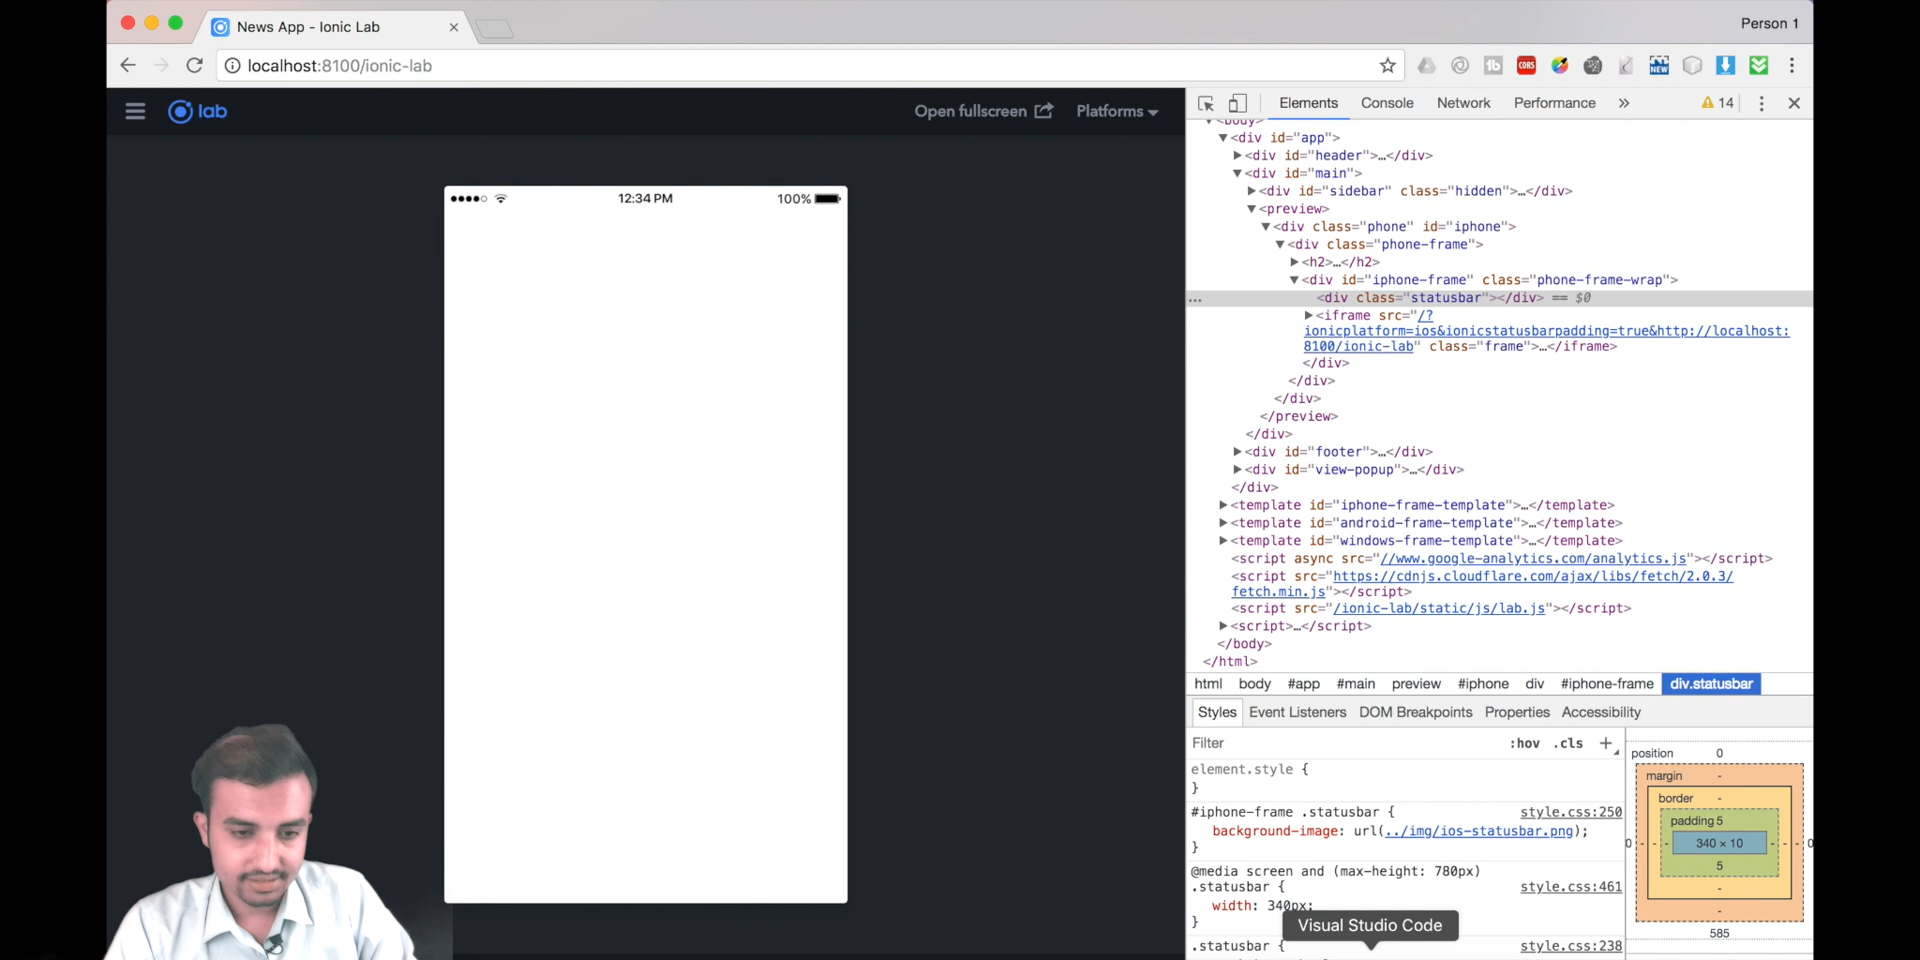 News App - Ionic Lab
Person 1
localhost:8100/ionic-lab
lab
Open fullscreen
Platforms
Elements Console Network Performance » 14
12:34 PM
100%
<body>
▼<div id="app">
▶<div id="header">…</div>
▼<div id="main">
▶<div id="sidebar" class="hidden">…</div>
▼<preview>
▼<div class="phone" id="iphone">
▼<div class="phone-frame">
▶<h2>…</h2>
▼<div id="iphone-frame" class="phone-frame-wrap">
… <div class="statusbar"></div> == $0
▶<iframe src="/?
ionicplatform=ios&ionicstatusbarpadding=true&http://localhost:
8100/ionic-lab" class="frame">…</iframe>
</div>
</div>
</div>
</preview>
</div>
▶<div id="footer">…</div>
▶<div id="view-popup">…</div>
</div>
▶<template id="iphone-frame-template">…</template>
▶<template id="android-frame-template">…</template>
▶<template id="windows-frame-template">…</template>
<script async src="//www.google-analytics.com/analytics.js"></script>
<script src="https://cdnjs.cloudflare.com/ajax/libs/fetch/2.0.3/
fetch.min.js"></script>
<script src="/ionic-lab/static/js/lab.js"></script>
▶<script>…</script>
</body>
</html>
html body #app #main preview #iphone div #iphone-frame div.statusbar
Styles Event Listeners DOM Breakpoints Properties Accessibility
Filter :hov .cls +
element.style {
}
#iphone-frame .statusbar { style.css:250
background-image: url(../img/ios-statusbar.png);
}
@media screen and (max-height: 780px)
.statusbar { style.css:461
width: 340px;
}
.statusbar { style.css:238
Visual Studio Code
position 0
margin -
border -
padding 5
0 - - - 340 × 10 - - - 0
5
-
-
585